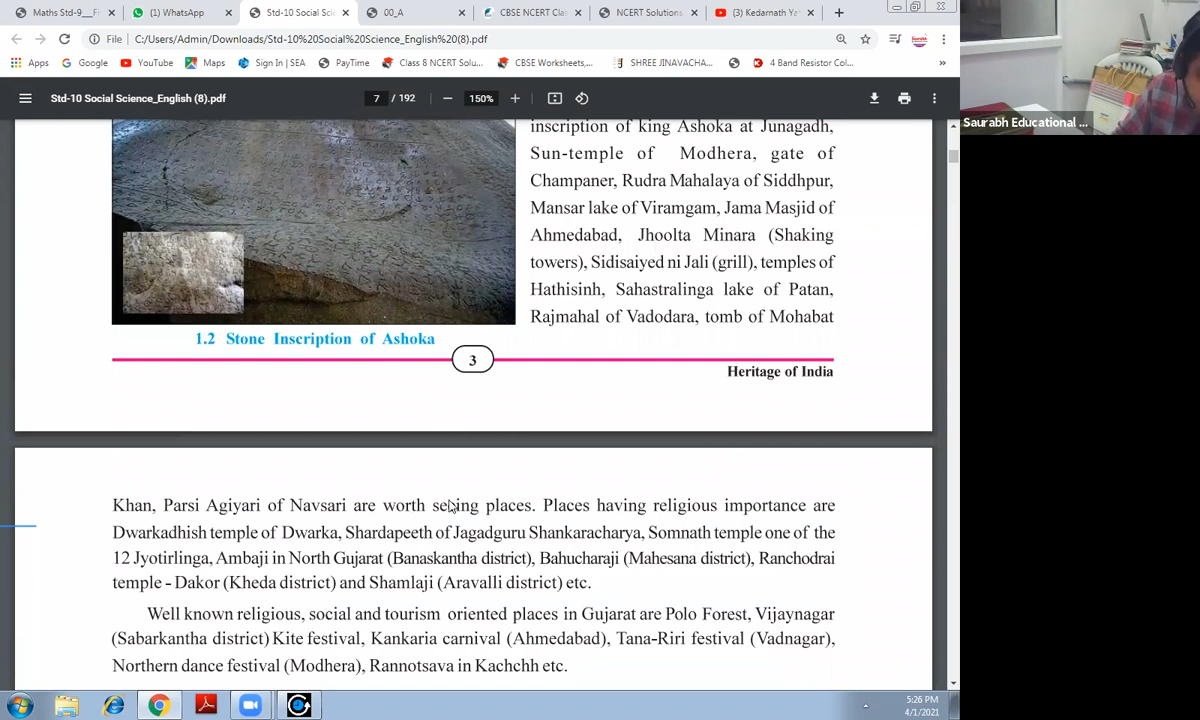 Maths Std-9__Fi
(1) WhatsApp
Std-10 Social Sci
00_A
CBSE NCERT Clas
NCERT Solutions
(3) Kedarnath Ya
File
C:/Users/Admin/Downloads/Std-10%20Social%20Science_English%20(8).pdf
Apps
Google
YouTube
Maps
Sign In | SEA
PayTime
Class 8 NCERT Solu...
CBSE Worksheets,...
SHREE JINAVACHA...
4 Band Resistor Col...
»
Std-10 Social Science_English (8).pdf
7 / 192
150%
Saurabh Educational ...
inscription of king Ashoka at Junagadh,
Sun-temple of Modhera, gate of
Champaner, Rudra Mahalaya of Siddhpur,
Mansar lake of Viramgam, Jama Masjid of
Ahmedabad, Jhoolta Minara (Shaking
towers), Sidisaiyed ni Jali (grill), temples of
Hathisinh, Sahastralinga lake of Patan,
Rajmahal of Vadodara, tomb of Mohabat
1.2 Stone Inscription of Ashoka
3
Heritage of India
Khan, Parsi Agiyari of Navsari are worth seeing places. Places having religious importance are
Dwarkadhish temple of Dwarka, Shardapeeth of Jagadguru Shankaracharya, Somnath temple one of the
12 Jyotirlinga, Ambaji in North Gujarat (Banaskantha district), Bahucharaji (Mahesana district), Ranchodrai
temple - Dakor (Kheda district) and Shamlaji (Aravalli district) etc.
Well known religious, social and tourism oriented places in Gujarat are Polo Forest, Vijaynagar
(Sabarkantha district) Kite festival, Kankaria carnival (Ahmedabad), Tana-Riri festival (Vadnagar),
Northern dance festival (Modhera), Rannotsava in Kachchh etc.
5:26 PM
4/1/2021